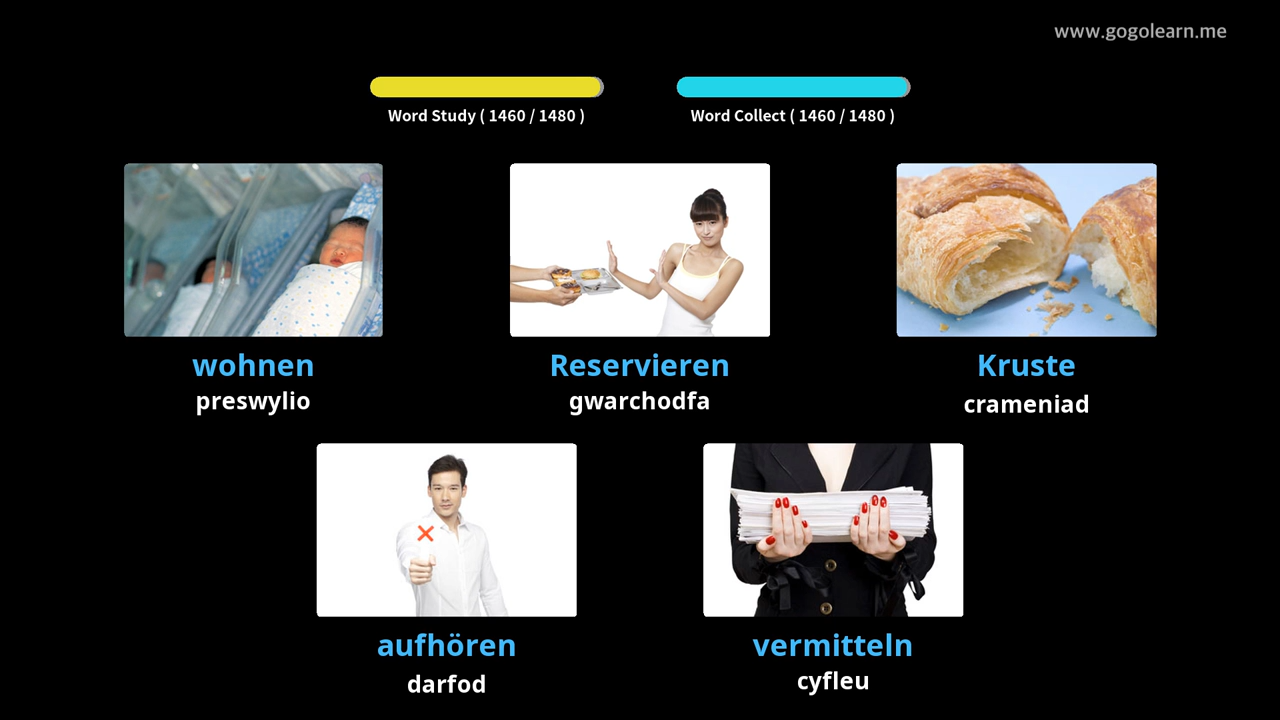 www.gogolearn.me
Word Study ( 1460 / 1480 )
Word Collect ( 1460 / 1480 )
wohnen
preswylio
Reservieren
gwarchodfa
Kruste
crameniad
aufhören
darfod
vermitteln
cyfleu